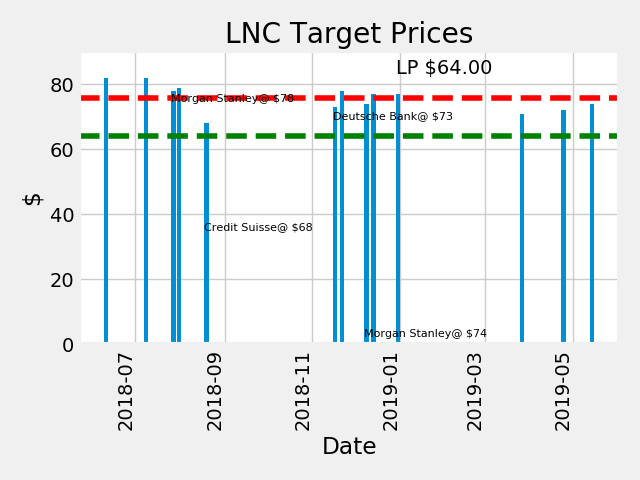 LNC Target Prices
LP $64.00
80
Morgan Stanley@ $78
Deutsche Bank@ $73
60
40
Credit Suisse@ $68
20
Morgan Stanley@ $74
0
$
2018-07
2018-09
2018-11
2019-01
2019-03
2019-05
Date